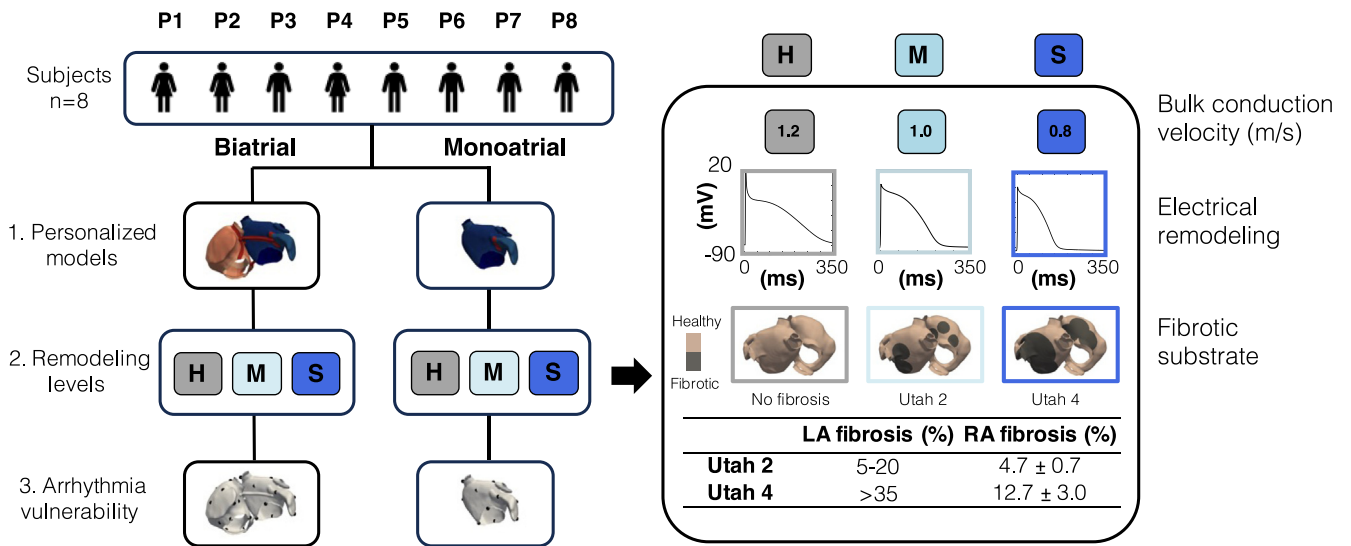 P1 P2 P3 P4 P5 P6 P7 P8
Subjects
n=8
Biatrial Monoatrial
1. Personalized
models
2. Remodeling
levels
H M S
H M S
3. Arrhythmia
vulnerability
H M S
1.2 1.0 0.8
Bulk conduction
velocity (m/s)
20
(mV)
-90
0 350
(ms)
0 350
(ms)
0 350
(ms)
Electrical
remodeling
Healthy
Fibrotic
No fibrosis Utah 2 Utah 4
Fibrotic
substrate
LA fibrosis (%) RA fibrosis (%)
Utah 2 5-20 4.7 ± 0.7
Utah 4 >35 12.7 ± 3.0